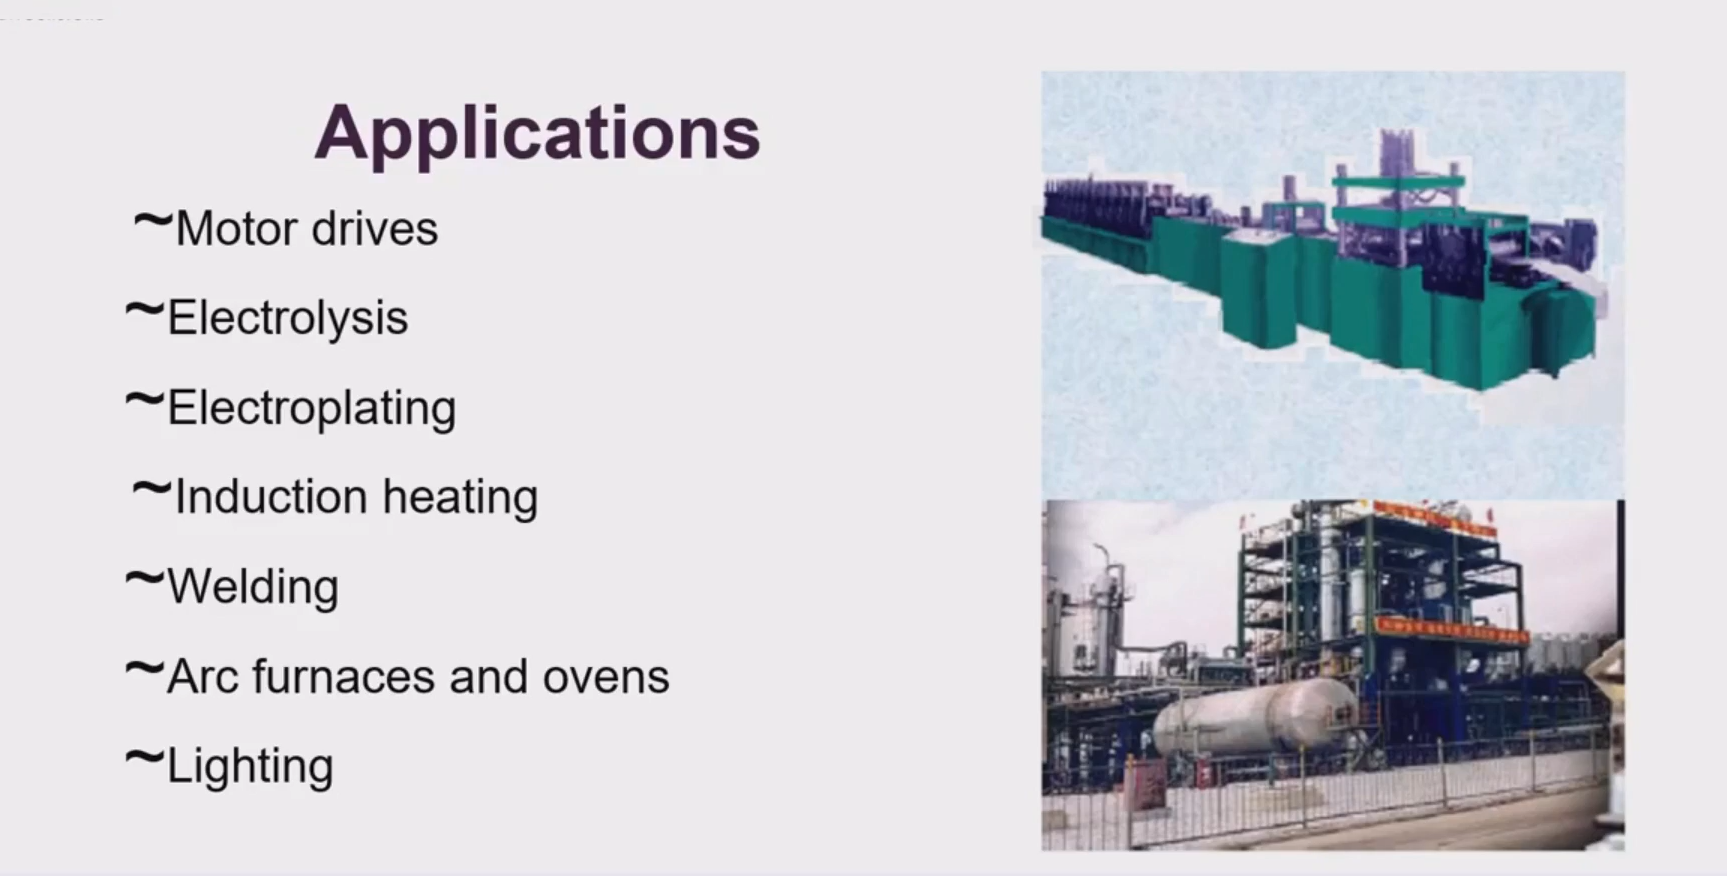 Applications
~Motor drives
~Electrolysis
~Electroplating
~Induction heating
~Welding
~Arc furnaces and ovens
~Lighting